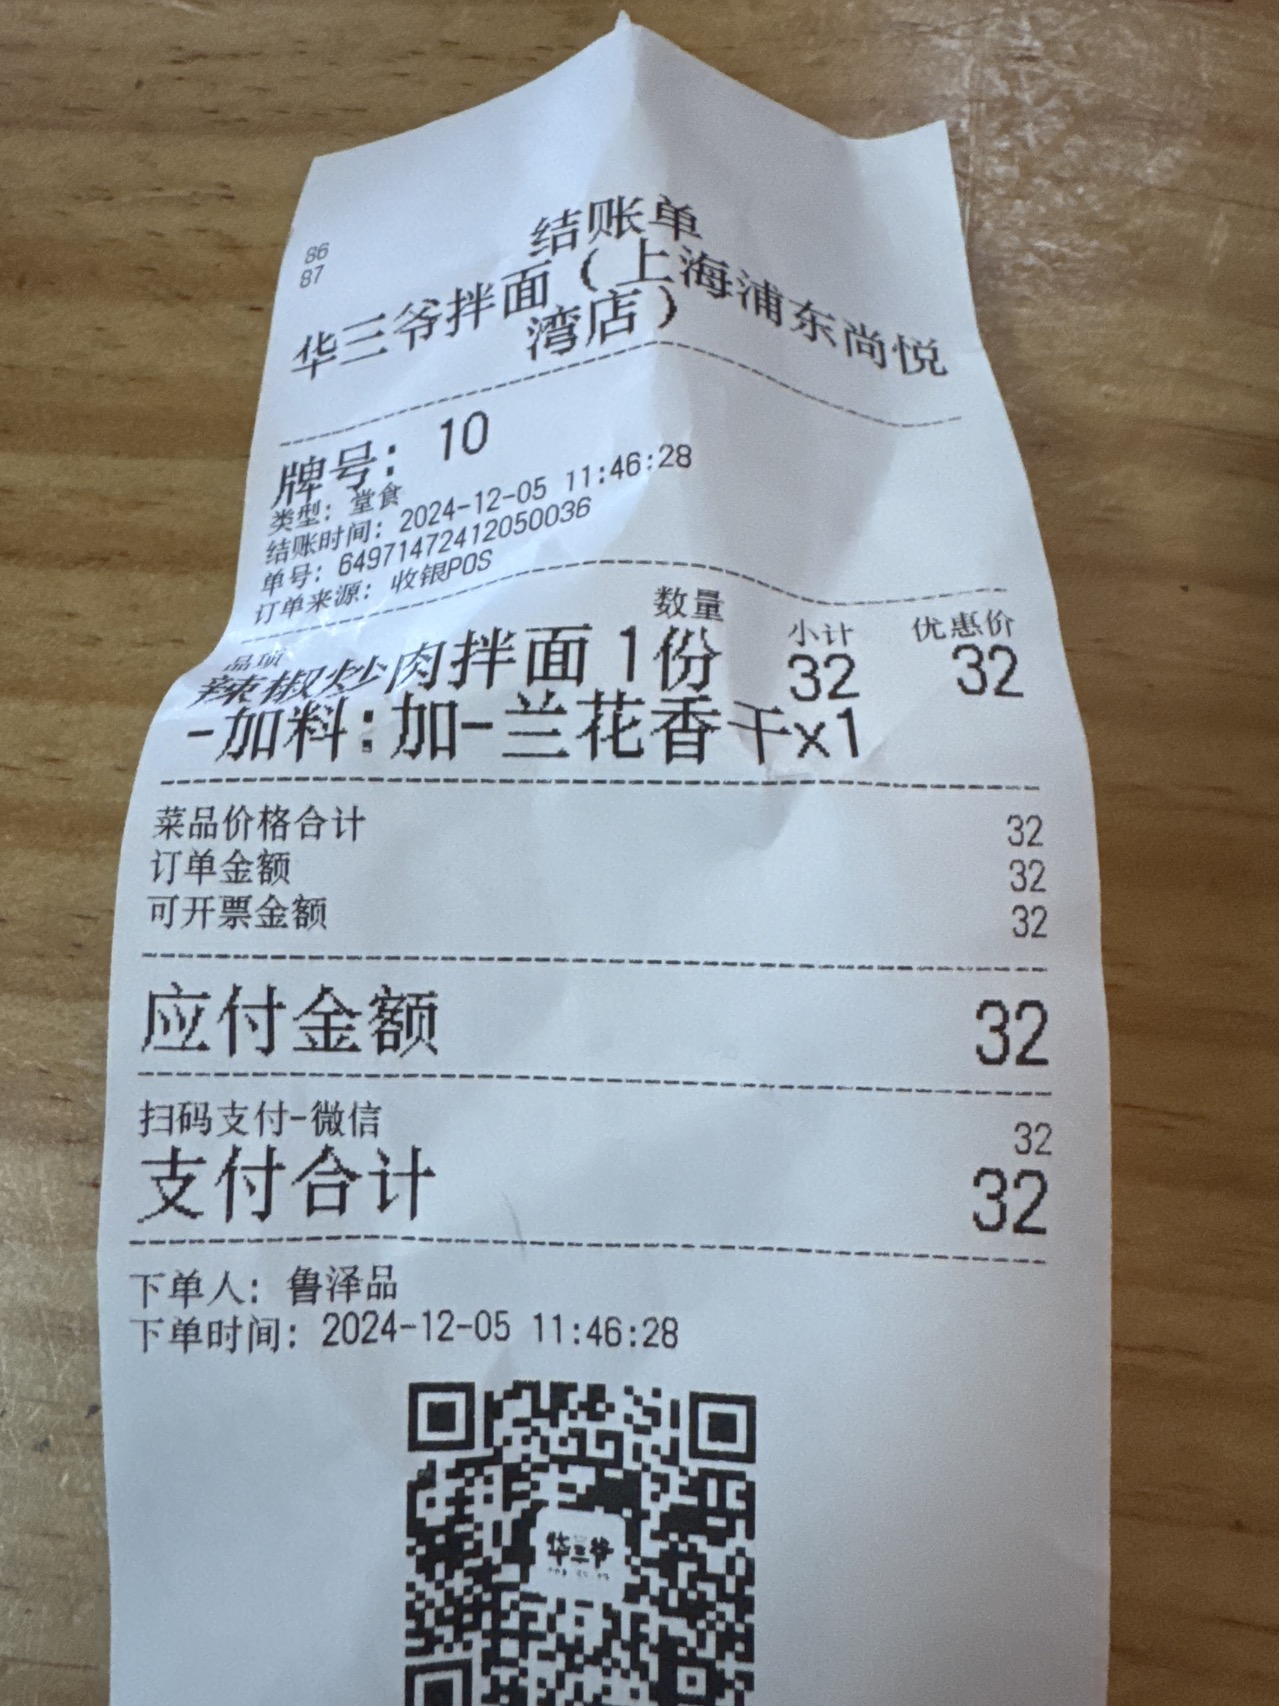 86
87
结账单
华三爷拌面（上海浦东尚悦
湾店）
牌号：10
类型：堂食
结账时间：2024-12-05 11:46:28
单号：64971472412050036
订单来源：收银POS
品项 数量 小计 优惠价
辣椒炒肉拌面 1份 32 32
-加料：加-兰花香干x1
菜品价格合计 32
订单金额 32
可开票金额 32
应付金额 32
扫码支付-微信 32
支付合计 32
下单人：鲁泽品
下单时间：2024-12-05 11:46:28
华三爷